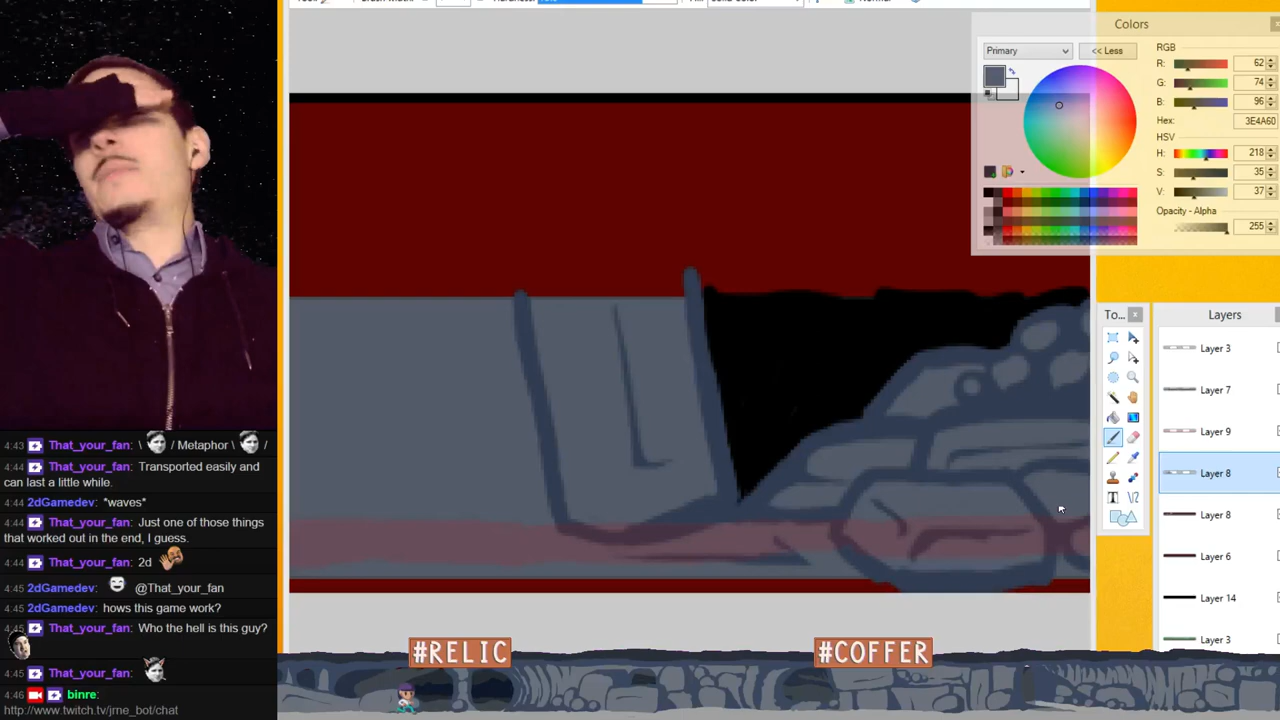 Normal
Colors
Primary
<< Less
RGB
R: 62
G: 74
B: 96
Hex: 3E4A60
HSV
H: 218
S: 35
V: 37
Opacity - Alpha
255
To...
Layers
Layer 3
Layer 7
Layer 9
Layer 8
Layer 8
Layer 6
Layer 14
Layer 3
4:43 That_your_fan: \ / Metaphor \ /
4:44 That_your_fan: Transported easily and
can last a little while.
4:44 2dGamedev: *waves*
4:44 That_your_fan: Just one of those things
that worked out in the end, I guess.
4:44 That_your_fan: 2d
4:45 2dGamedev: @That_your_fan
4:45 2dGamedev: hows this game work?
4:45 That_your_fan: Who the hell is this guy?
4:45 That_your_fan:
4:46 binre:
http://www.twitch.tv/jrne_bot/chat
#RELIC
#COFFER